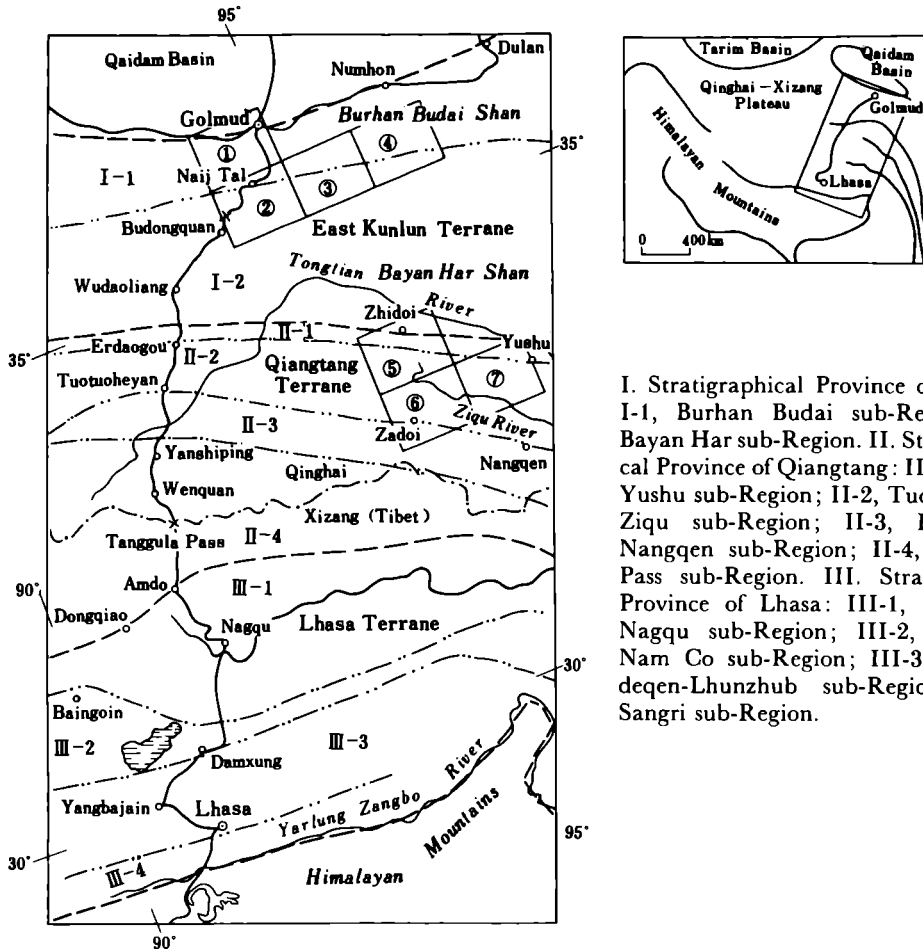 95°
Qaidam Basin
Dulan
Numhon
Golmud
Burhan Budai Shan
①
④
35°
I-1
Naij Tal
②
③
Budongquan
East Kunlun Terrane
Tongtian
Bayan Har Shan
Wudaoliang
I-2
River
Zhidoi
II-1
Yushu
35°
Erdaogou
II-2
Qiangtang
Terrane
⑤
⑦
Tuotuoheyan
⑥
Ziqu River
II-3
Zadoi
Yanshiping
Qinghai
Nangqen
Wenquan
Xizang (Tibet)
Tanggula Pass
II-4
90°
Amdo
III-1
Dongqiao
Nagqu
Lhasa Terrane
30°
Baingoin
III-2
III-3
Damxung
Yangbajain
Lhasa
Yarlung Zangbo River
Mountains
95°
30°
III-4
Himalayan
90°
Tarim Basin
Qaidam
Basin
Qinghai-Xizang
Plateau
Golmud
Himalayan
Mountains
Lhasa
0 400km
I. Stratigraphical Province o
I-1, Burhan Budai sub-Re
Bayan Har sub-Region. II. St
cal Province of Qiangtang: II
Yushu sub-Region; II-2, Tuo
Ziqu sub-Region; II-3,
Nangqen sub-Region; II-4,
Pass sub-Region. III. Stra
Province of Lhasa: III-1,
Nagqu sub-Region; III-2,
Nam Co sub-Region; III-3
deqen-Lhunzhub sub-Regio
Sangri sub-Region.